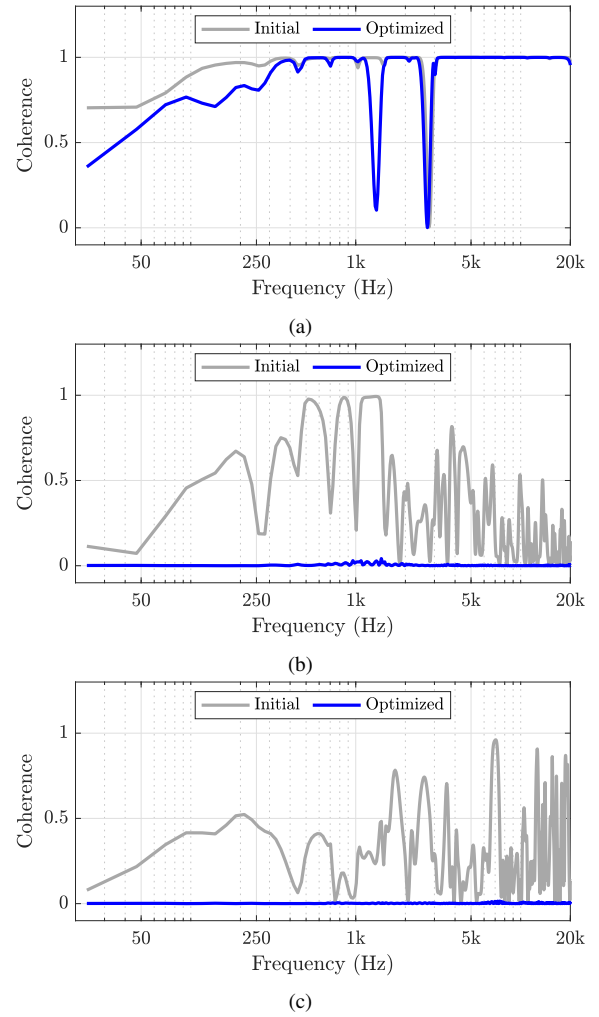 Initial Optimized
1
0.5
0
Coherence
50 250 1k 5k 20k
Frequency (Hz)
(a)
Initial Optimized
1
0.5
0
Coherence
50 250 1k 5k 20k
Frequency (Hz)
(b)
Initial Optimized
1
0.5
0
Coherence
50 250 1k 5k 20k
Frequency (Hz)
(c)